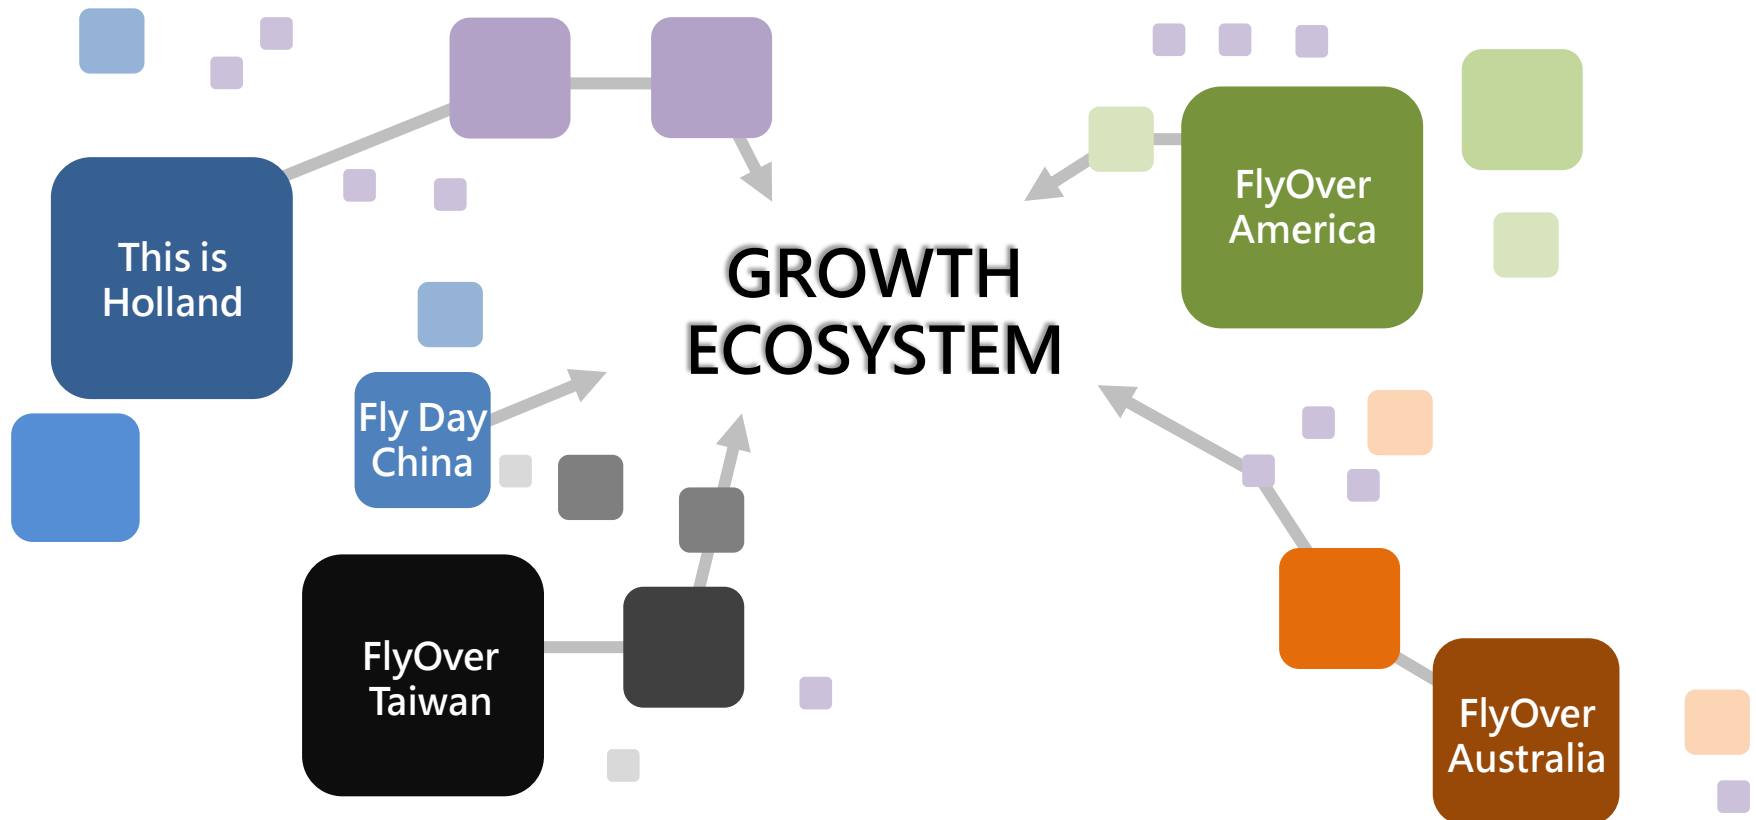 This is
Holland
FlyOver
America
GROWTH
ECOSYSTEM
Fly Day
China
FlyOver
Taiwan
FlyOver
Australia